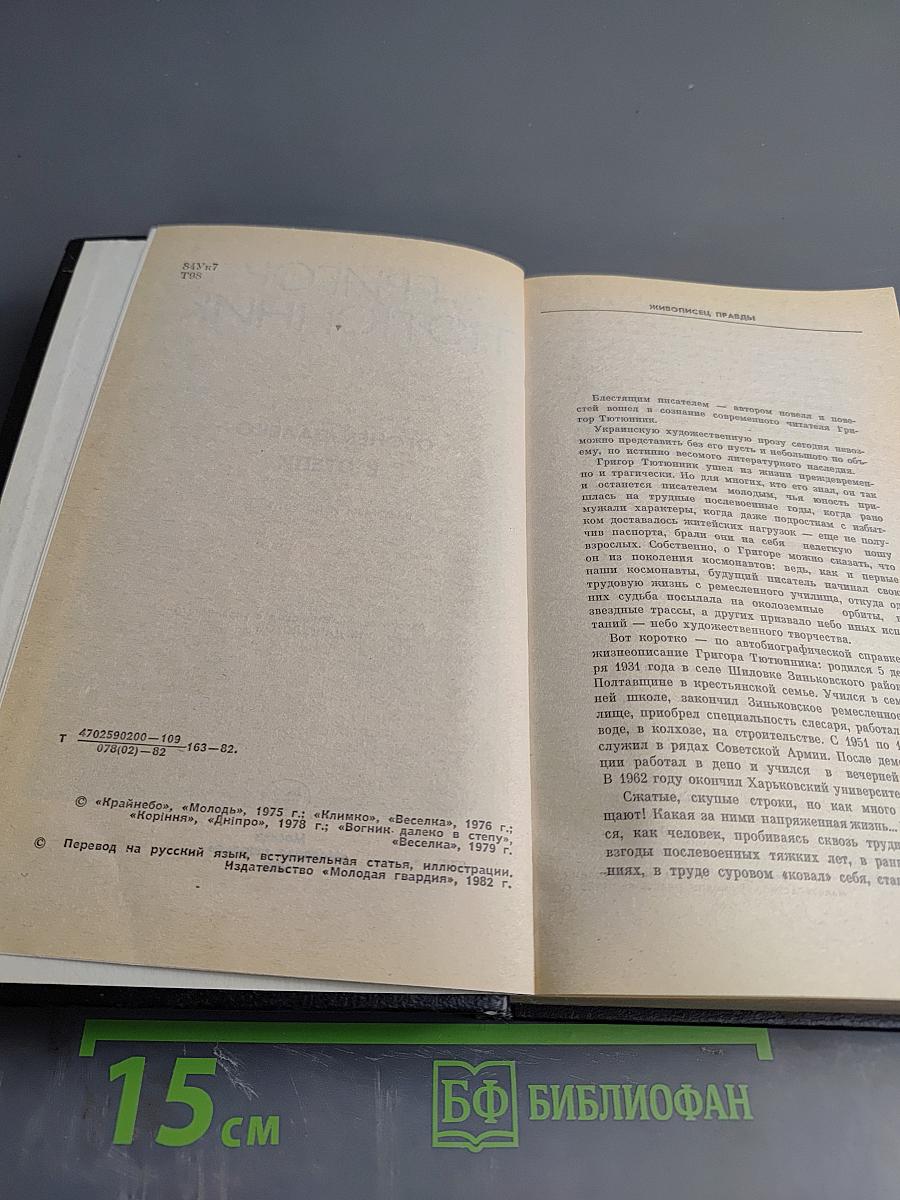 84Ук7
Т98
Т 4702590200—109
078(02)—82
163—82.
© «Крайнебо», «Молодь», 1975 г.; «Климко», «Веселка», 1976 г.;
«Коріння», «Дніпро», 1978 г.; «Вогник далеко в степу»,
«Веселка», 1979 г.
© Перевод на русский язык, вступительная статья, иллюстрации.
Издательство «Молодая гвардия», 1982 г.
ЖИВОПИСЕЦ ПРАВДЫ
Блестящим писателем — автором новелл и пове-
стей вошел в сознание современного читателя Гри-
гор Тютюнник.
Украинскую художественную прозу сегодня невоз-
можно представить без его пусть и небольшого по объ-
ему, но истинно весомого литературного наследия.
Григор Тютюнник ушел из жизни преждевремен-
но и трагически. Но для многих, кто его знал, он так
и останется писателем молодым, чья юность при-
шлась на трудные послевоенные годы, когда рано
мужали характеры, когда даже подросткам с избыт-
ком доставалось житейских нагрузок — еще не полу-
чив паспорта, брали они на себя нелегкую ношу
взрослых. Собственно, о Григоре можно сказать, что
он из поколения космонавтов: ведь, как и первые
наши космонавты, будущий писатель начинал свою
трудовую жизнь с ремесленного училища, откуда од
них судьба посылала на околоземные орбиты,
звездные трассы, а других призвало небо иных исп
таний — небо художественного творчества.
Вот коротко — по автобиографической справке
жизнеописание Григора Тютюнника: родился 5 де
ря 1931 года в селе Шиловке Зиньковского район
Полтавщине в крестьянской семье. Учился в сем
ней школе, закончил Зиньковское ремесленное
лище, приобрел специальность слесаря, работал
воде, в колхозе, на строительстве. С 1951 по 1
служил в рядах Советской Армии. После дем
ции работал в депо и учился в вечерней
В 1962 году окончил Харьковский университе
Сжатые, скупые строки, но как много
щают! Какая за ними напряженная жизнь...
ся, как человек, пробиваясь сквозь труд
взгоды послевоенных тяжких лет, в ран
ниях, в труде суровом «ковал» себя, ста
15 см
БФ БИБЛИОФАН